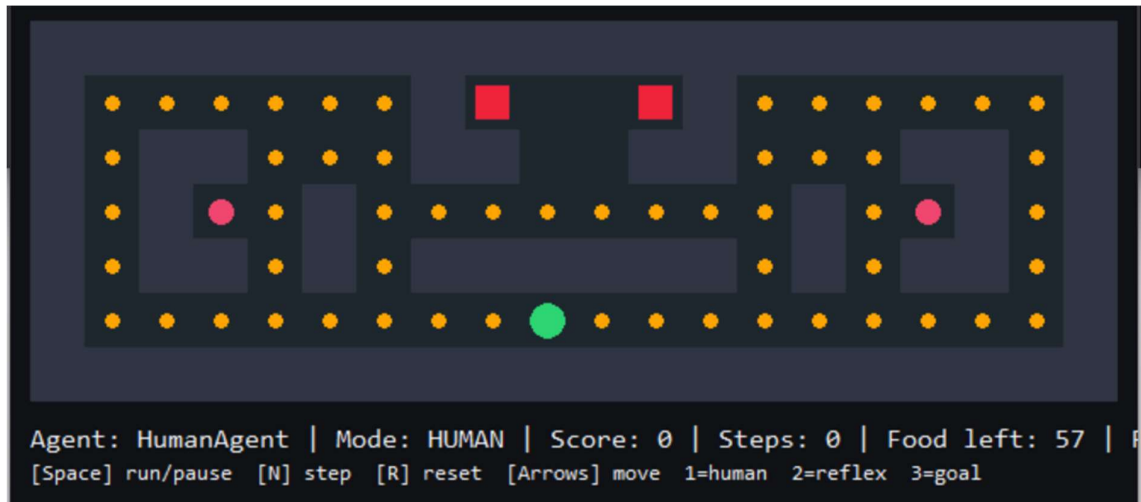 Agent: HumanAgent | Mode: HUMAN | Score: 0 | Steps: 0 | Food left: 57 |
[Space] run/pause [N] step [R] reset [Arrows] move 1=human 2=reflex 3=goal